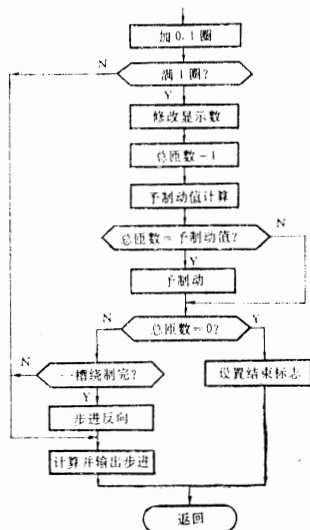 加0.1圈
N
满1圈?
Y
修改显示数
总匝数-1
予制动值计算
总匝数=予制动值?
N
Y
予制动
N
总匝数=0?
Y
N
一槽绕制完?
设置结束标志
Y
步进反向
计算并输出步进
返回